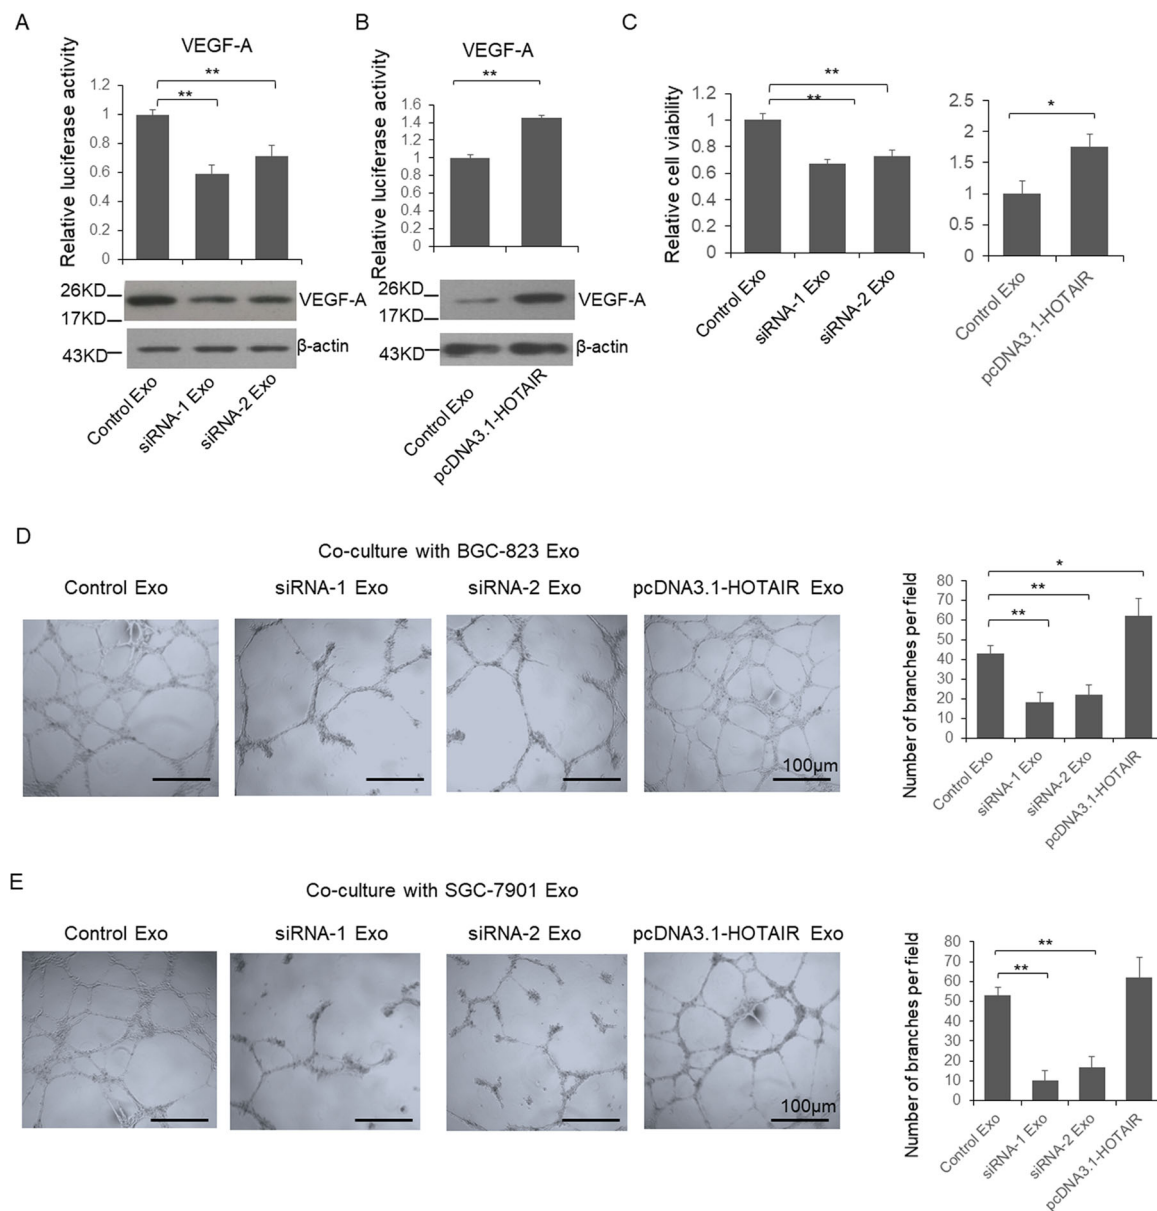 A
VEGF-A
Relative luciferase activity
**
**
1.2
1
0.8
0.6
0.4
0.2
0
26KD
17KD
VEGF-A
43KD
β-actin
Control Exo
siRNA-1 Exo
siRNA-2 Exo
B
VEGF-A
Relative luciferase activity
**
1.6
1.4
1.2
1
0.8
0.6
0.4
0.2
0
26KD
17KD
VEGF-A
43KD
β-actin
Control Exo
pcDNA3.1-HOTAIR
C
Relative cell viability
**
**
1.2
1
0.8
0.6
0.4
0.2
0
Control Exo
siRNA-1 Exo
siRNA-2 Exo
*
2.5
2
1.5
1
0.5
0
Control Exo
pcDNA3.1-HOTAIR
D
Co-culture with BGC-823 Exo
Control Exo
siRNA-1 Exo
siRNA-2 Exo
pcDNA3.1-HOTAIR Exo
100μm
Number of branches per field
*
**
**
80
70
60
50
40
30
20
10
0
Control Exo
siRNA-1 Exo
siRNA-2 Exo
pcDNA3.1-HOTAIR
E
Co-culture with SGC-7901 Exo
Control Exo
siRNA-1 Exo
siRNA-2 Exo
pcDNA3.1-HOTAIR Exo
100μm
Number of branches per field
**
**
80
70
60
50
40
30
20
10
0
Control Exo
siRNA-1 Exo
siRNA-2 Exo
pcDNA3.1-HOTAIR